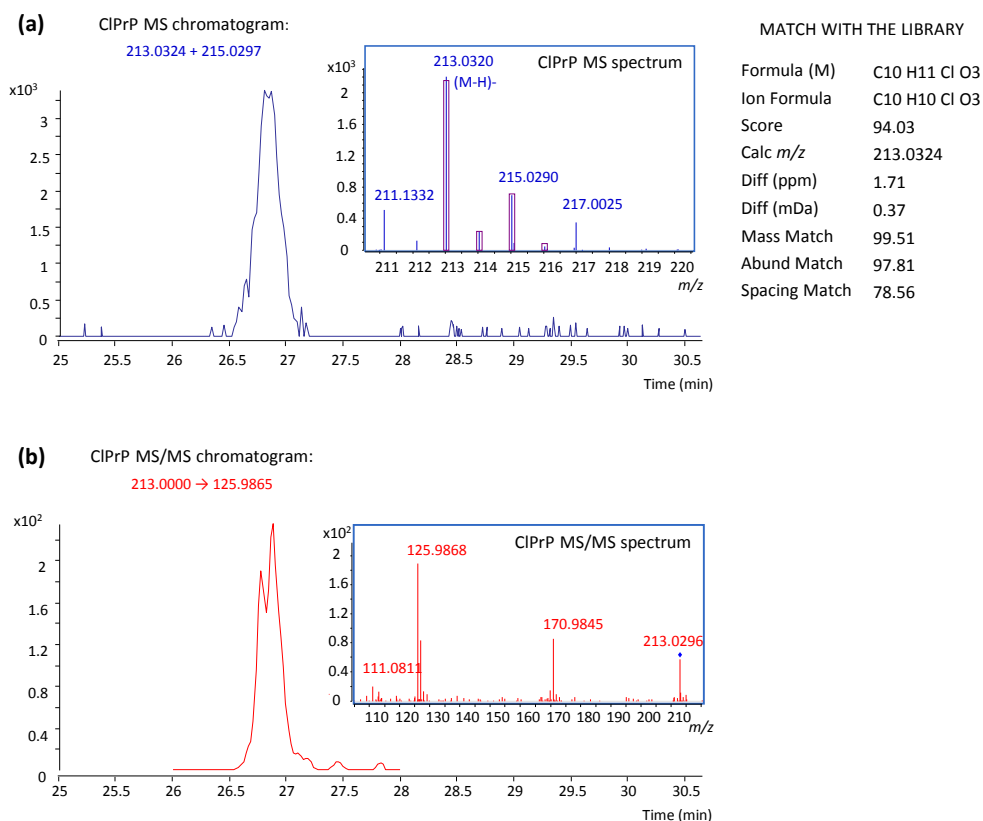 (a)
ClPrP MS chromatogram:
213.0324 + 215.0297
x10³
3
2.5
2
1.5
1
0.5
0
25 25.5 26 26.5 27 27.5 28 28.5 29 29.5 30 30.5
Time (min)
ClPrP MS spectrum
x10³
2
1.6
1.2
0.8
0.4
0
213.0320
(M-H)-
211.1332
215.0290
217.0025
211 212 213 214 215 216 217 218 219 220
m/z
MATCH WITH THE LIBRARY
Formula (M) C10 H11 Cl O3
Ion Formula C10 H10 Cl O3
Score 94.03
Calc m/z 213.0324
Diff (ppm) 1.71
Diff (mDa) 0.37
Mass Match 99.51
Abund Match 97.81
Spacing Match 78.56
(b)
ClPrP MS/MS chromatogram:
213.0000 → 125.9865
x10²
2
1.6
1.2
0.8
0.4
0
25 25.5 26 26.5 27 27.5 28 28.5 29 29.5 30 30.5
Time (min)
ClPrP MS/MS spectrum
x10²
2
1.6
1.2
0.8
0.4
0
125.9868
170.9845
213.0296
111.0811
110 120 130 140 150 160 170 180 190 200 210
m/z